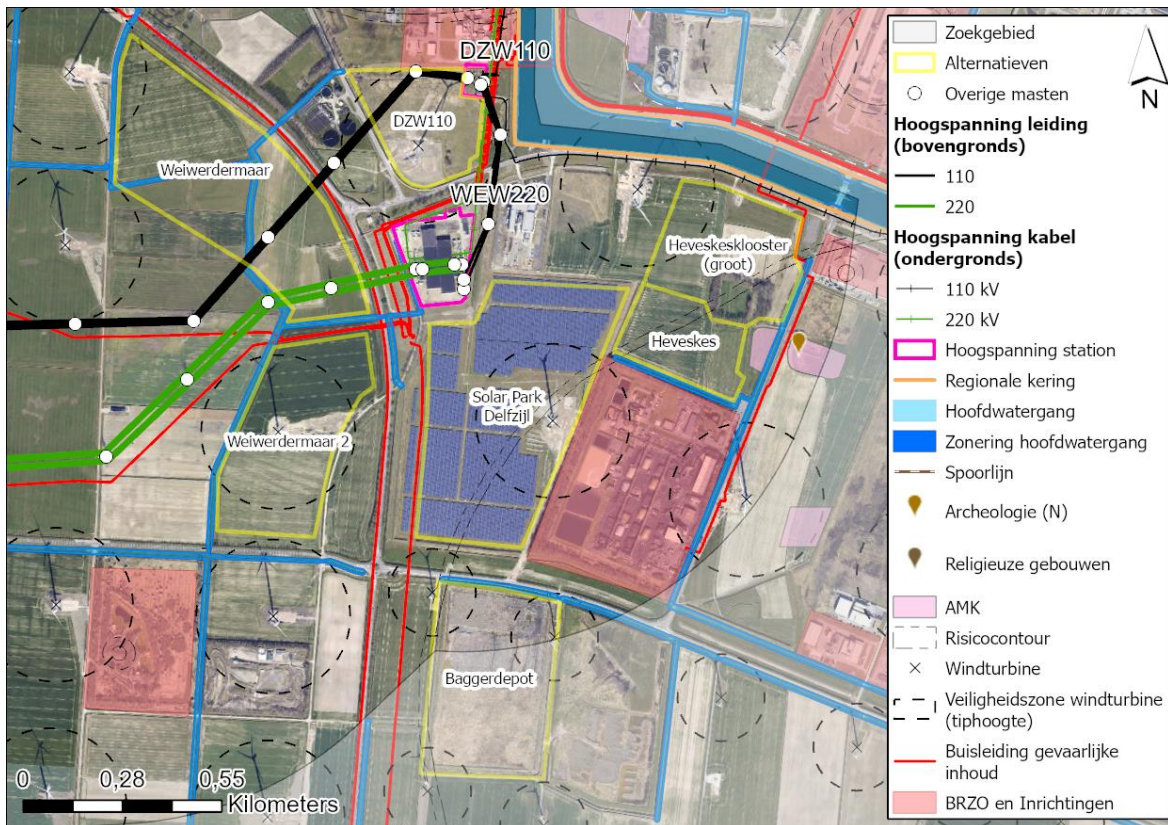 DZW110
DZW110
Weiwerdermaar
WEW220
Heveskesklooster
(groot)
Heveskes
Solar Park
Delfzijl
Weiwerdermaar 2
Baggerdepot
0 0,28 0,55
Kilometers
Zoekgebied
Alternatieven
Overige masten
Hoogspanning leiding
(bovengronds)
110
220
Hoogspanning kabel
(ondergronds)
110 kV
220 kV
Hoogspanning station
Regionale kering
Hoofdwatergang
Zonering hoofdwatergang
Spoorlijn
Archeologie (N)
Religieuze gebouwen
AMK
Risicocontour
Windturbine
Veiligheidszone windturbine
(tiphoogte)
Buisleiding gevaarlijke
inhoud
BRZO en Inrichtingen
N